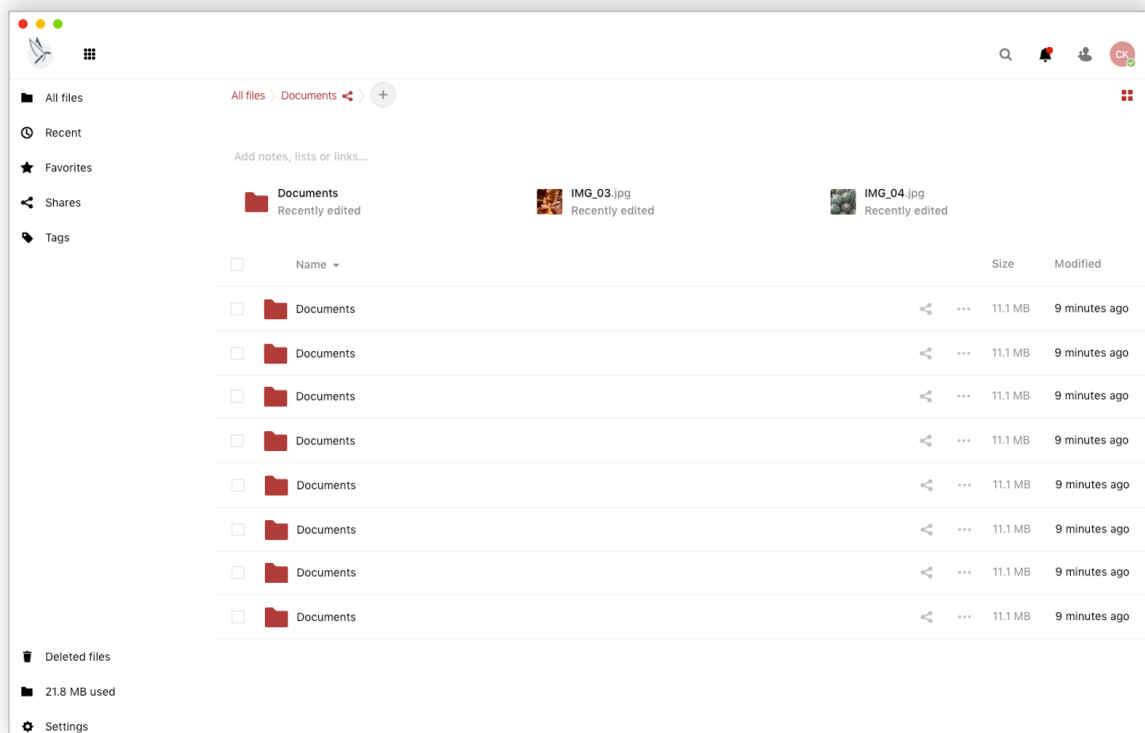 CK
All files
Recent
Favorites
Shares
Tags
All files Documents
Add notes, lists or links...
Documents
Recently edited
IMG_03.jpg
Recently edited
IMG_04.jpg
Recently edited
Name Size Modified
Documents 11.1 MB 9 minutes ago
Documents 11.1 MB 9 minutes ago
Documents 11.1 MB 9 minutes ago
Documents 11.1 MB 9 minutes ago
Documents 11.1 MB 9 minutes ago
Documents 11.1 MB 9 minutes ago
Documents 11.1 MB 9 minutes ago
Documents 11.1 MB 9 minutes ago
Deleted files
21.8 MB used
Settings